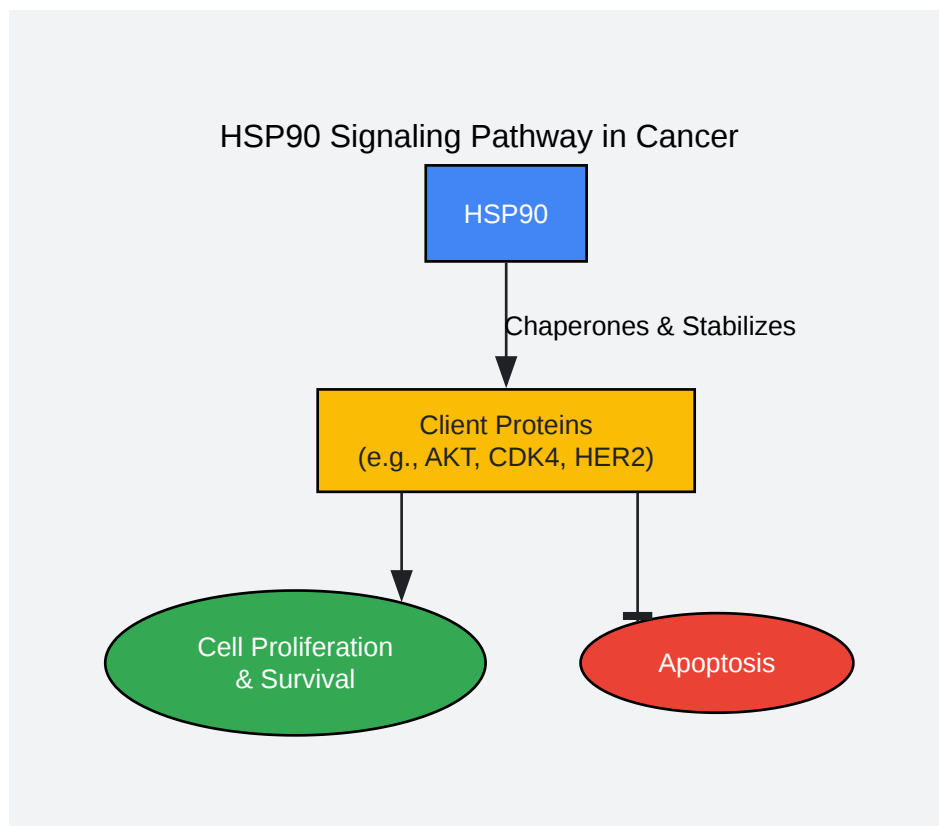 HSP90 Signaling Pathway in Cancer
HSP90
Chaperones & Stabilizes
Client Proteins
(e.g., AKT, CDK4, HER2)
Cell Proliferation
& Survival
Apoptosis